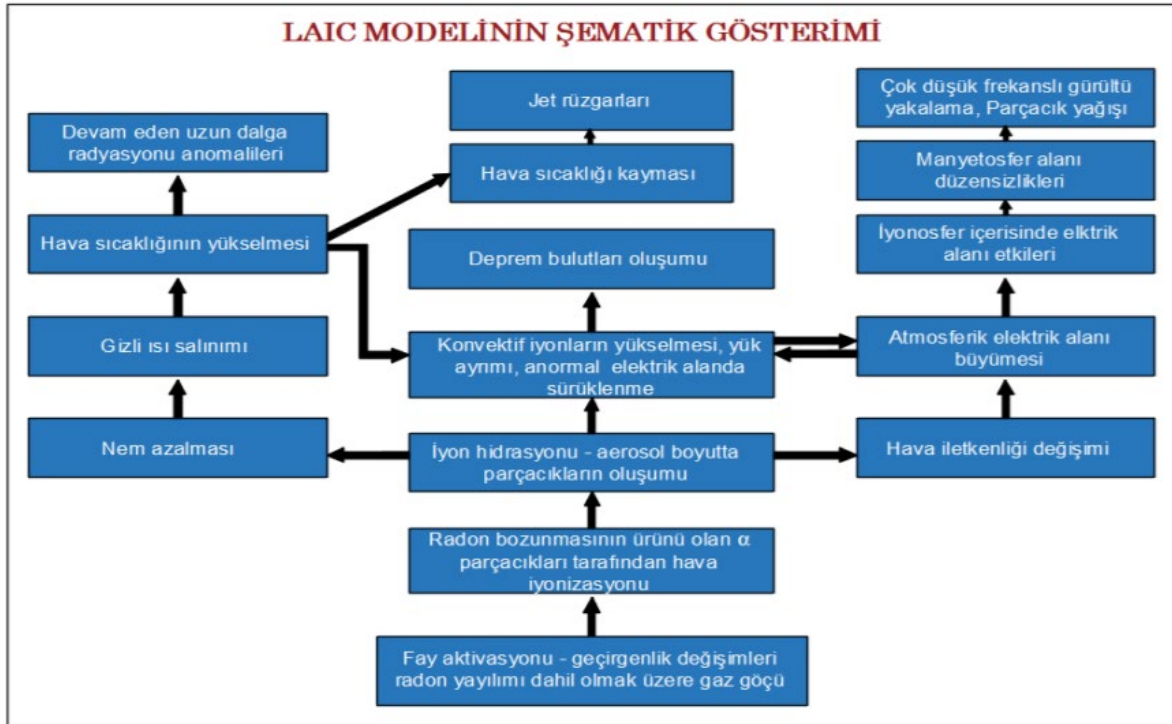 LAIC MODELİNİN ŞEMATİK GÖSTERİMİ
Devam eden uzun dalga
radyasyonu anomalileri
Hava sıcaklığının yükselmesi
Gizli ısı salınımı
Nem azalması
Jet rüzgarları
Hava sıcaklığı kayması
Deprem bulutları oluşumu
Konvektif iyonların yükselmesi, yük
ayrımı, anormal elektrik alanda
sürüklenme
İyon hidrasyonu - aerosol boyutta
parçacıkların oluşumu
Radon bozunmasının ürünü olan α
parçacıkları tarafından hava
iyonizasyonu
Fay aktivasyonu - geçirgenlik değişimleri
radon yayılımı dahil olmak üzere gaz göçü
Çok düşük frekanslı gürültü
yakalama, Parçacık yağışı
Manyetosfer alanı
düzensizlikleri
İyonosfer içerisinde elktrik
alanı etkileri
Atmosferik elektrik alanı
büyümesi
Hava iletkenliği değişimi